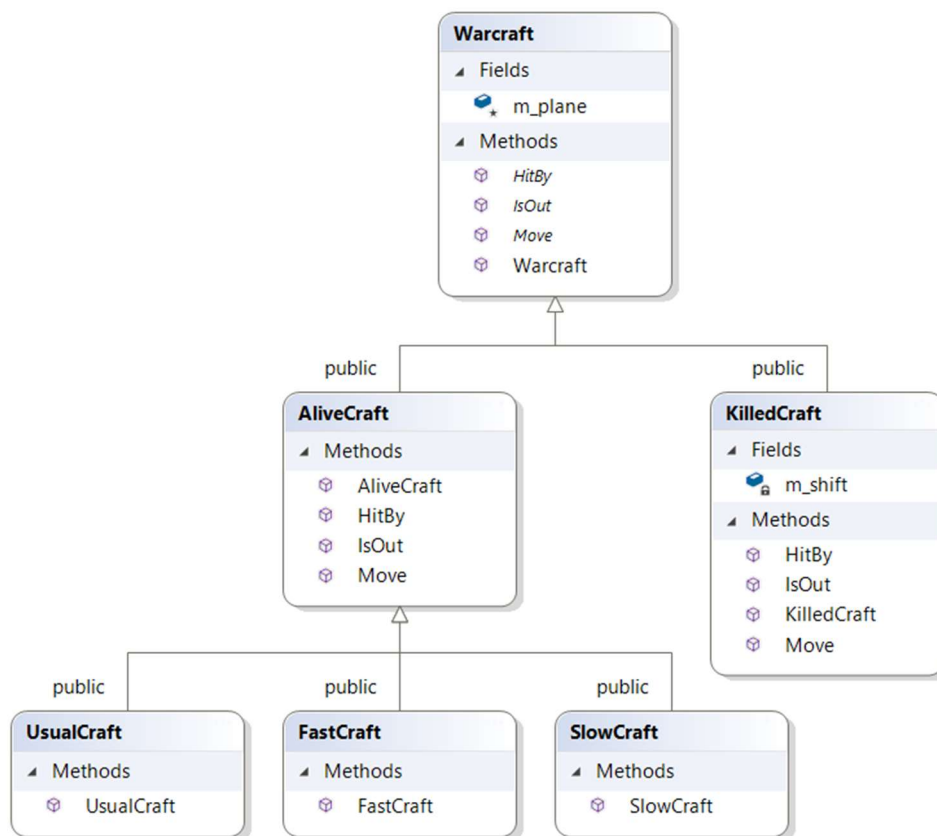 Warcraft
Fields
m_plane
Methods
HitBy
IsOut
Move
Warcraft
public
public
AliveCraft
Methods
AliveCraft
HitBy
IsOut
Move
KilledCraft
Fields
m_shift
Methods
HitBy
IsOut
KilledCraft
Move
public
public
public
UsualCraft
Methods
UsualCraft
FastCraft
Methods
FastCraft
SlowCraft
Methods
SlowCraft